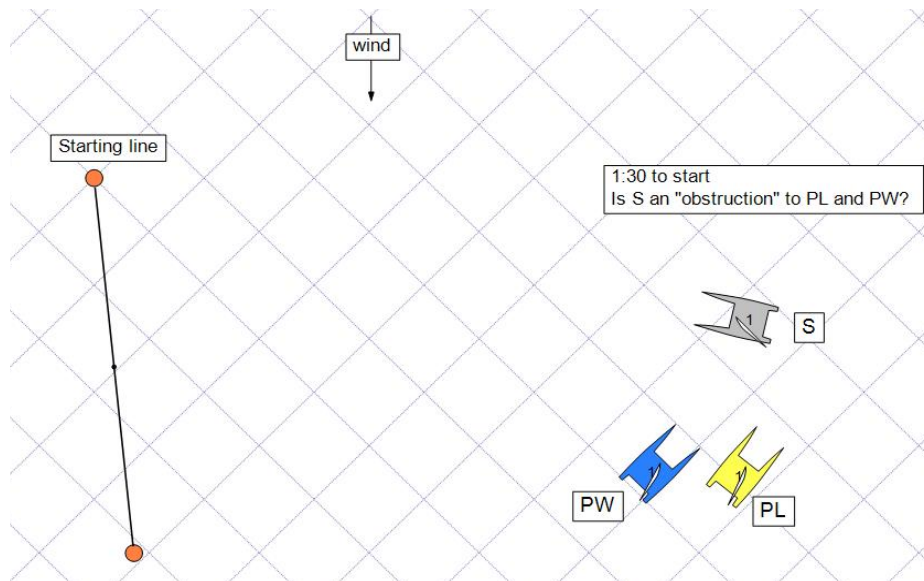 wind
Starting line
1:30 to start
Is S an "obstruction" to PL and PW?
1
S
1
1
PW
PL